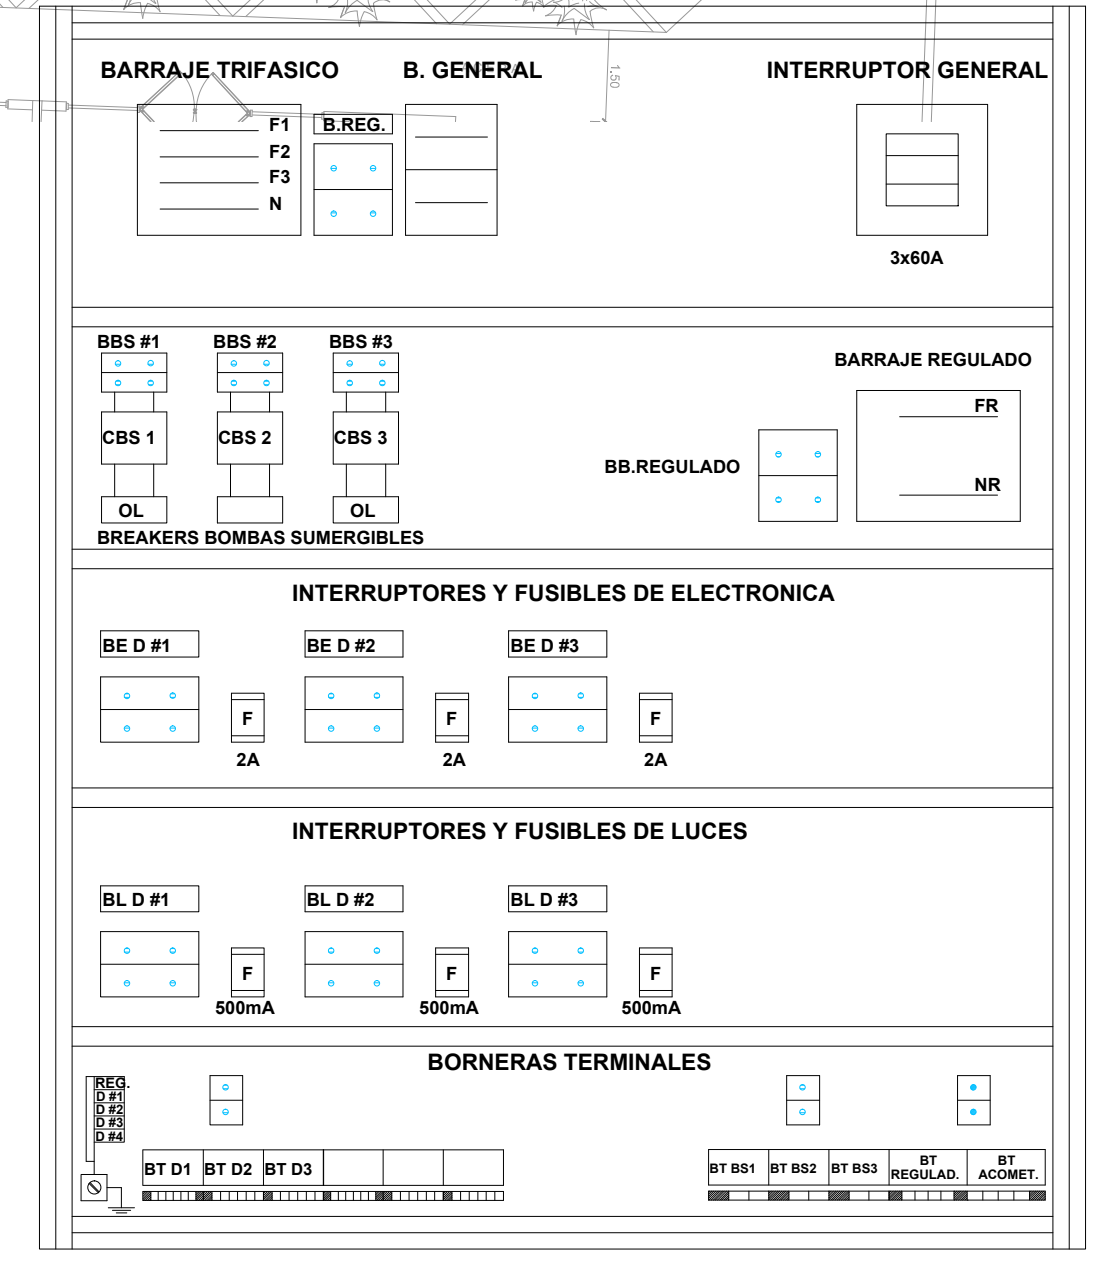 BARRAJE TRIFASICO B. GENERAL INTERRUPTOR GENERAL
1.50
F1
F2
F3
N
B.REG.
3x60A
BBS #1 BBS #2 BBS #3
BARRAJE REGULADO
CBS 1 CBS 2 CBS 3
FR
BB.REGULADO
NR
OL OL
BREAKERS BOMBAS SUMERGIBLES
INTERRUPTORES Y FUSIBLES DE ELECTRONICA
BE D #1 BE D #2 BE D #3
F F F
2A 2A 2A
INTERRUPTORES Y FUSIBLES DE LUCES
BL D #1 BL D #2 BL D #3
F F F
500mA 500mA 500mA
BORNERAS TERMINALES
REG.
D #1
D #2
D #3
D #4
BT D1 BT D2 BT D3
BT BS1 BT BS2 BT BS3
BT REGULAD.
BT ACOMET.